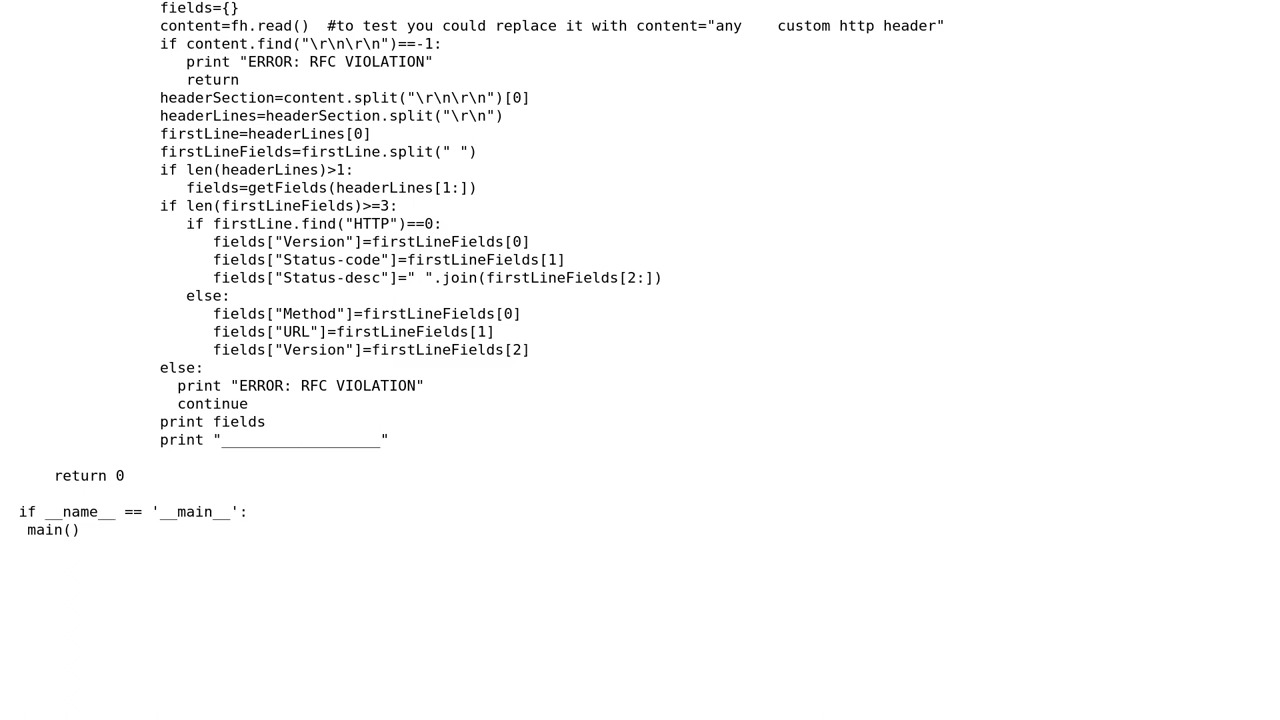 fields={}
content=fh.read()  #to test you could replace it with content="any    custom http header"
if content.find("\r\n\r\n")==-1:
   print "ERROR: RFC VIOLATION"
   return
headerSection=content.split("\r\n\r\n")[0]
headerLines=headerSection.split("\r\n")
firstLine=headerLines[0]
firstLineFields=firstLine.split(" ")
if len(headerLines)>1:
   fields=getFields(headerLines[1:])
if len(firstLineFields)>=3:
   if firstLine.find("HTTP")==0:
      fields["Version"]=firstLineFields[0]
      fields["Status-code"]=firstLineFields[1]
      fields["Status-desc"]=" ".join(firstLineFields[2:])
   else:
      fields["Method"]=firstLineFields[0]
      fields["URL"]=firstLineFields[1]
      fields["Version"]=firstLineFields[2]
else:
  print "ERROR: RFC VIOLATION"
  continue
print fields
print "__________________"
return 0
if __name__ == '__main__':
 main()